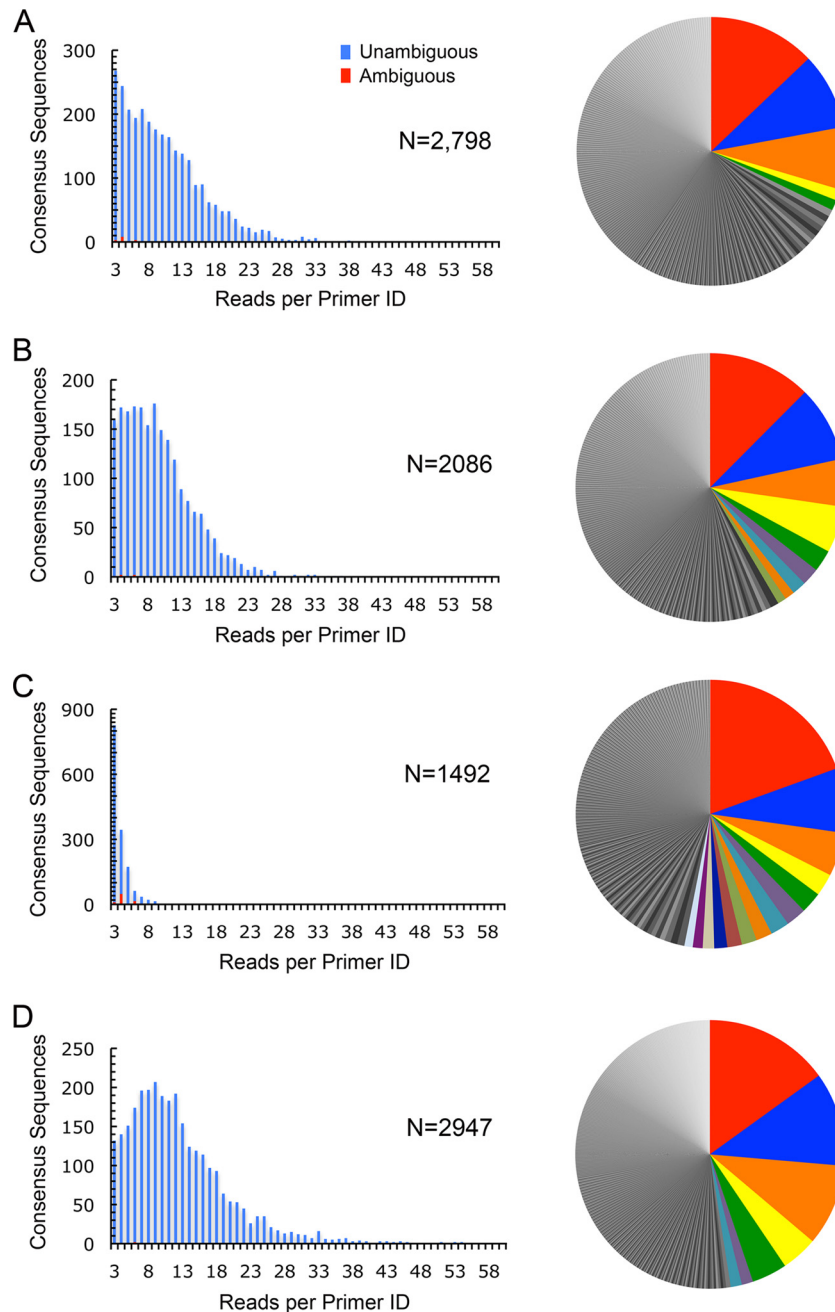 A
300
200
100
0
Consensus Sequences
Unambiguous
Ambiguous
N=2,798
3 8 13 18 23 28 33 38 43 48 53 58
Reads per Primer ID
B
200
150
100
50
0
Consensus Sequences
N=2086
3 8 13 18 23 28 33 38 43 48 53 58
Reads per Primer ID
C
900
600
300
0
Consensus Sequences
N=1492
3 8 13 18 23 28 33 38 43 48 53 58
Reads per Primer ID
D
250
200
150
100
50
0
Consensus Sequences
N=2947
3 8 13 18 23 28 33 38 43 48 53 58
Reads per Primer ID